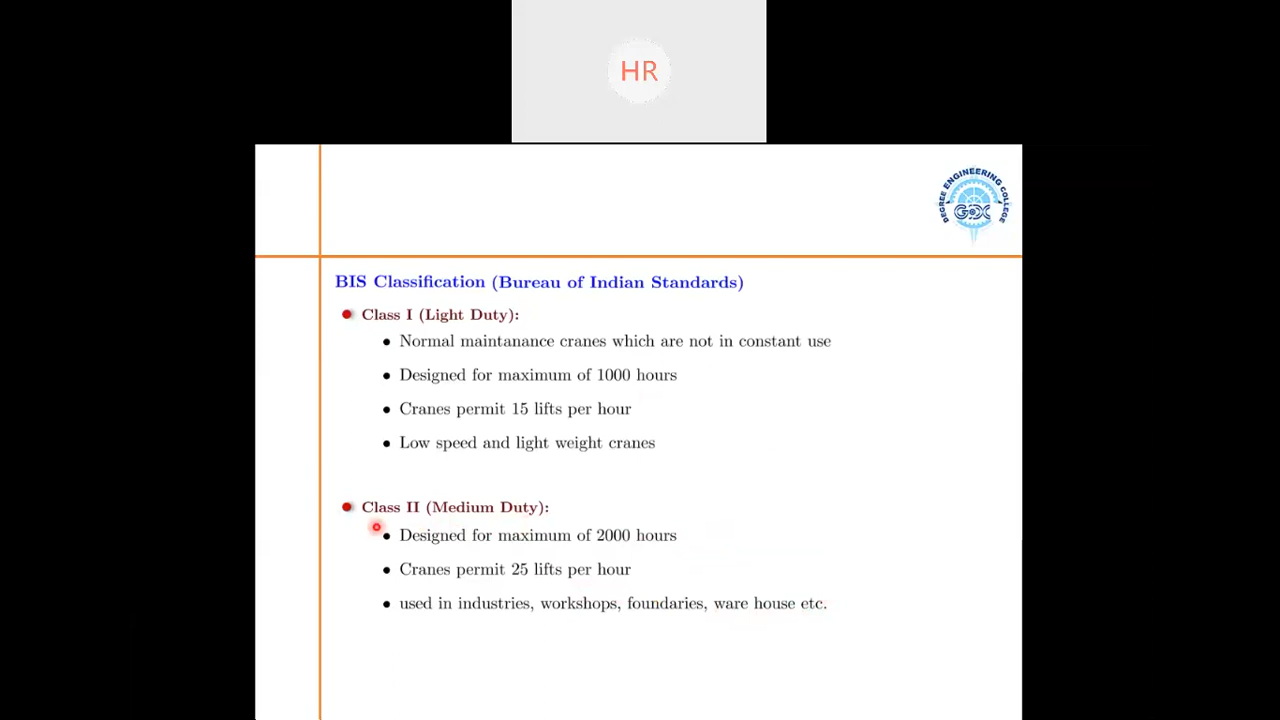 HR
DEGREE ENGINEERING COLLEGE
BIS Classification (Bureau of Indian Standards)
Class I (Light Duty):
Normal maintanance cranes which are not in constant use
Designed for maximum of 1000 hours
Cranes permit 15 lifts per hour
Low speed and light weight cranes
Class II (Medium Duty):
Designed for maximum of 2000 hours
Cranes permit 25 lifts per hour
used in industries, workshops, foundaries, ware house etc.